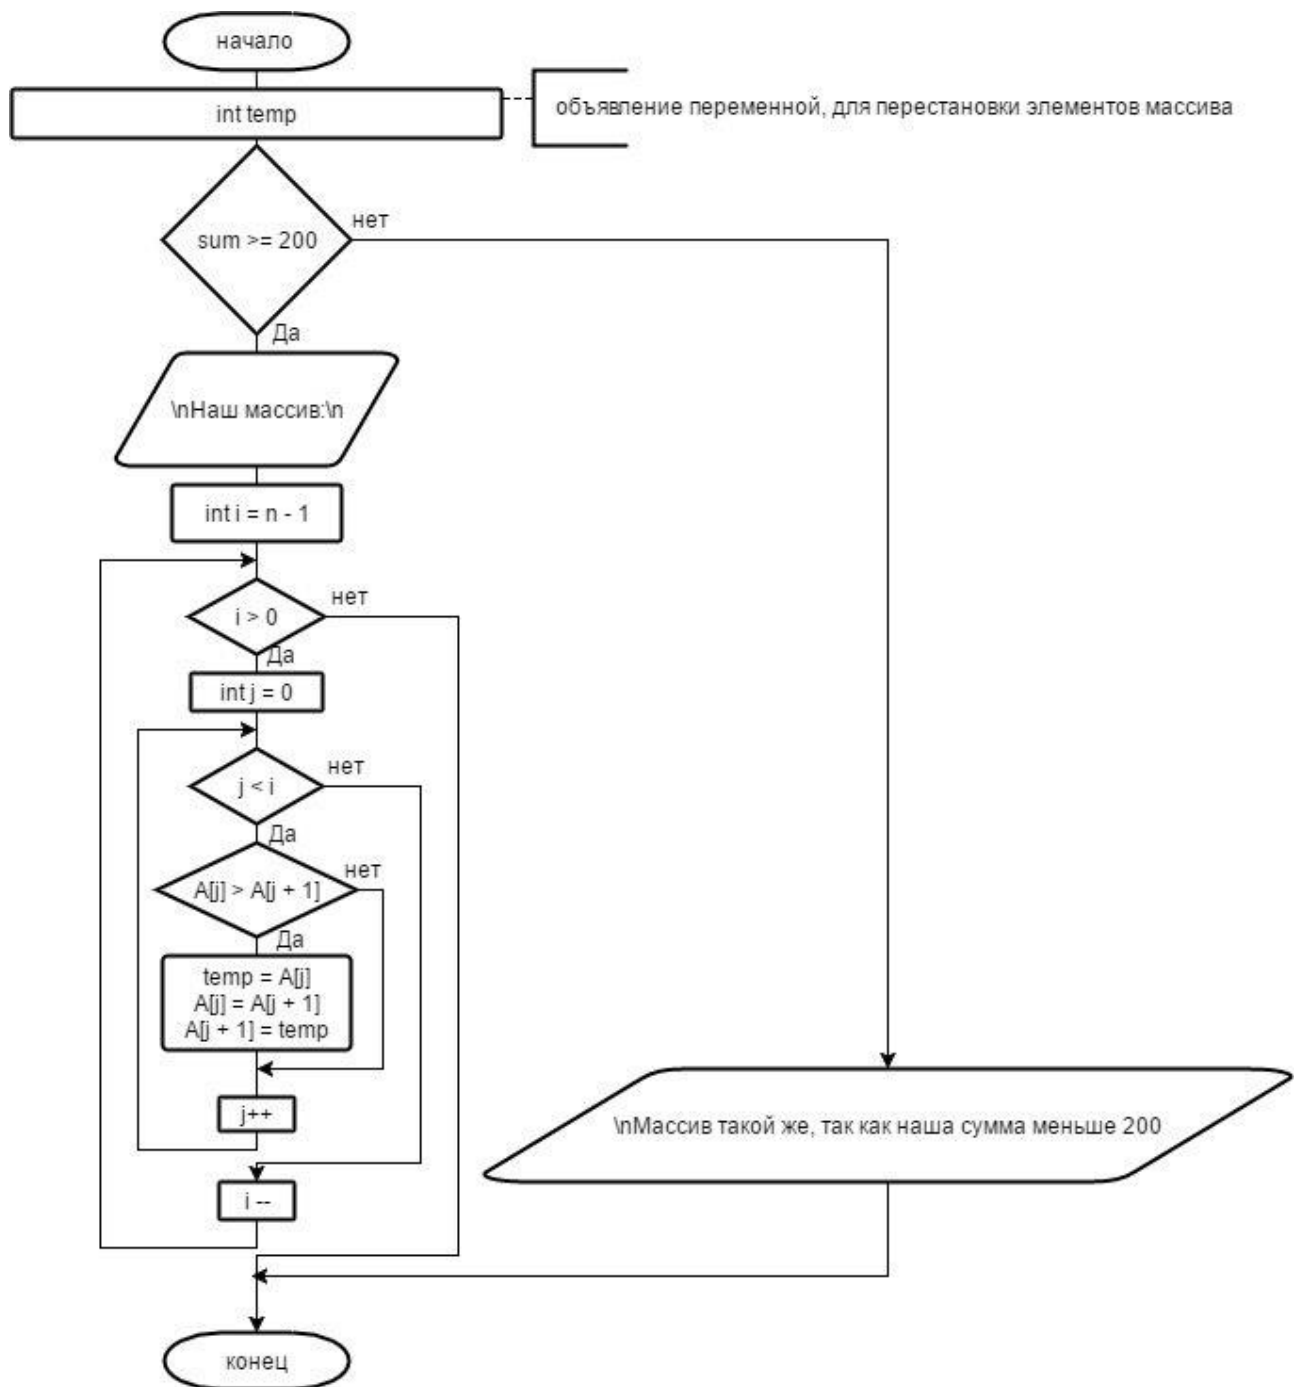 начало
int temp
объявление переменной, для перестановки элементов массива
sum >= 200
нет
Да
\nНаш массив:\n
int i = n - 1
i > 0
нет
Да
int j = 0
j < i
нет
Да
A[j] > A[j + 1]
нет
Да
temp = A[j]
A[j] = A[j + 1]
A[j + 1] = temp
j++
\nМассив такой же, так как наша сумма меньше 200
i --
конец